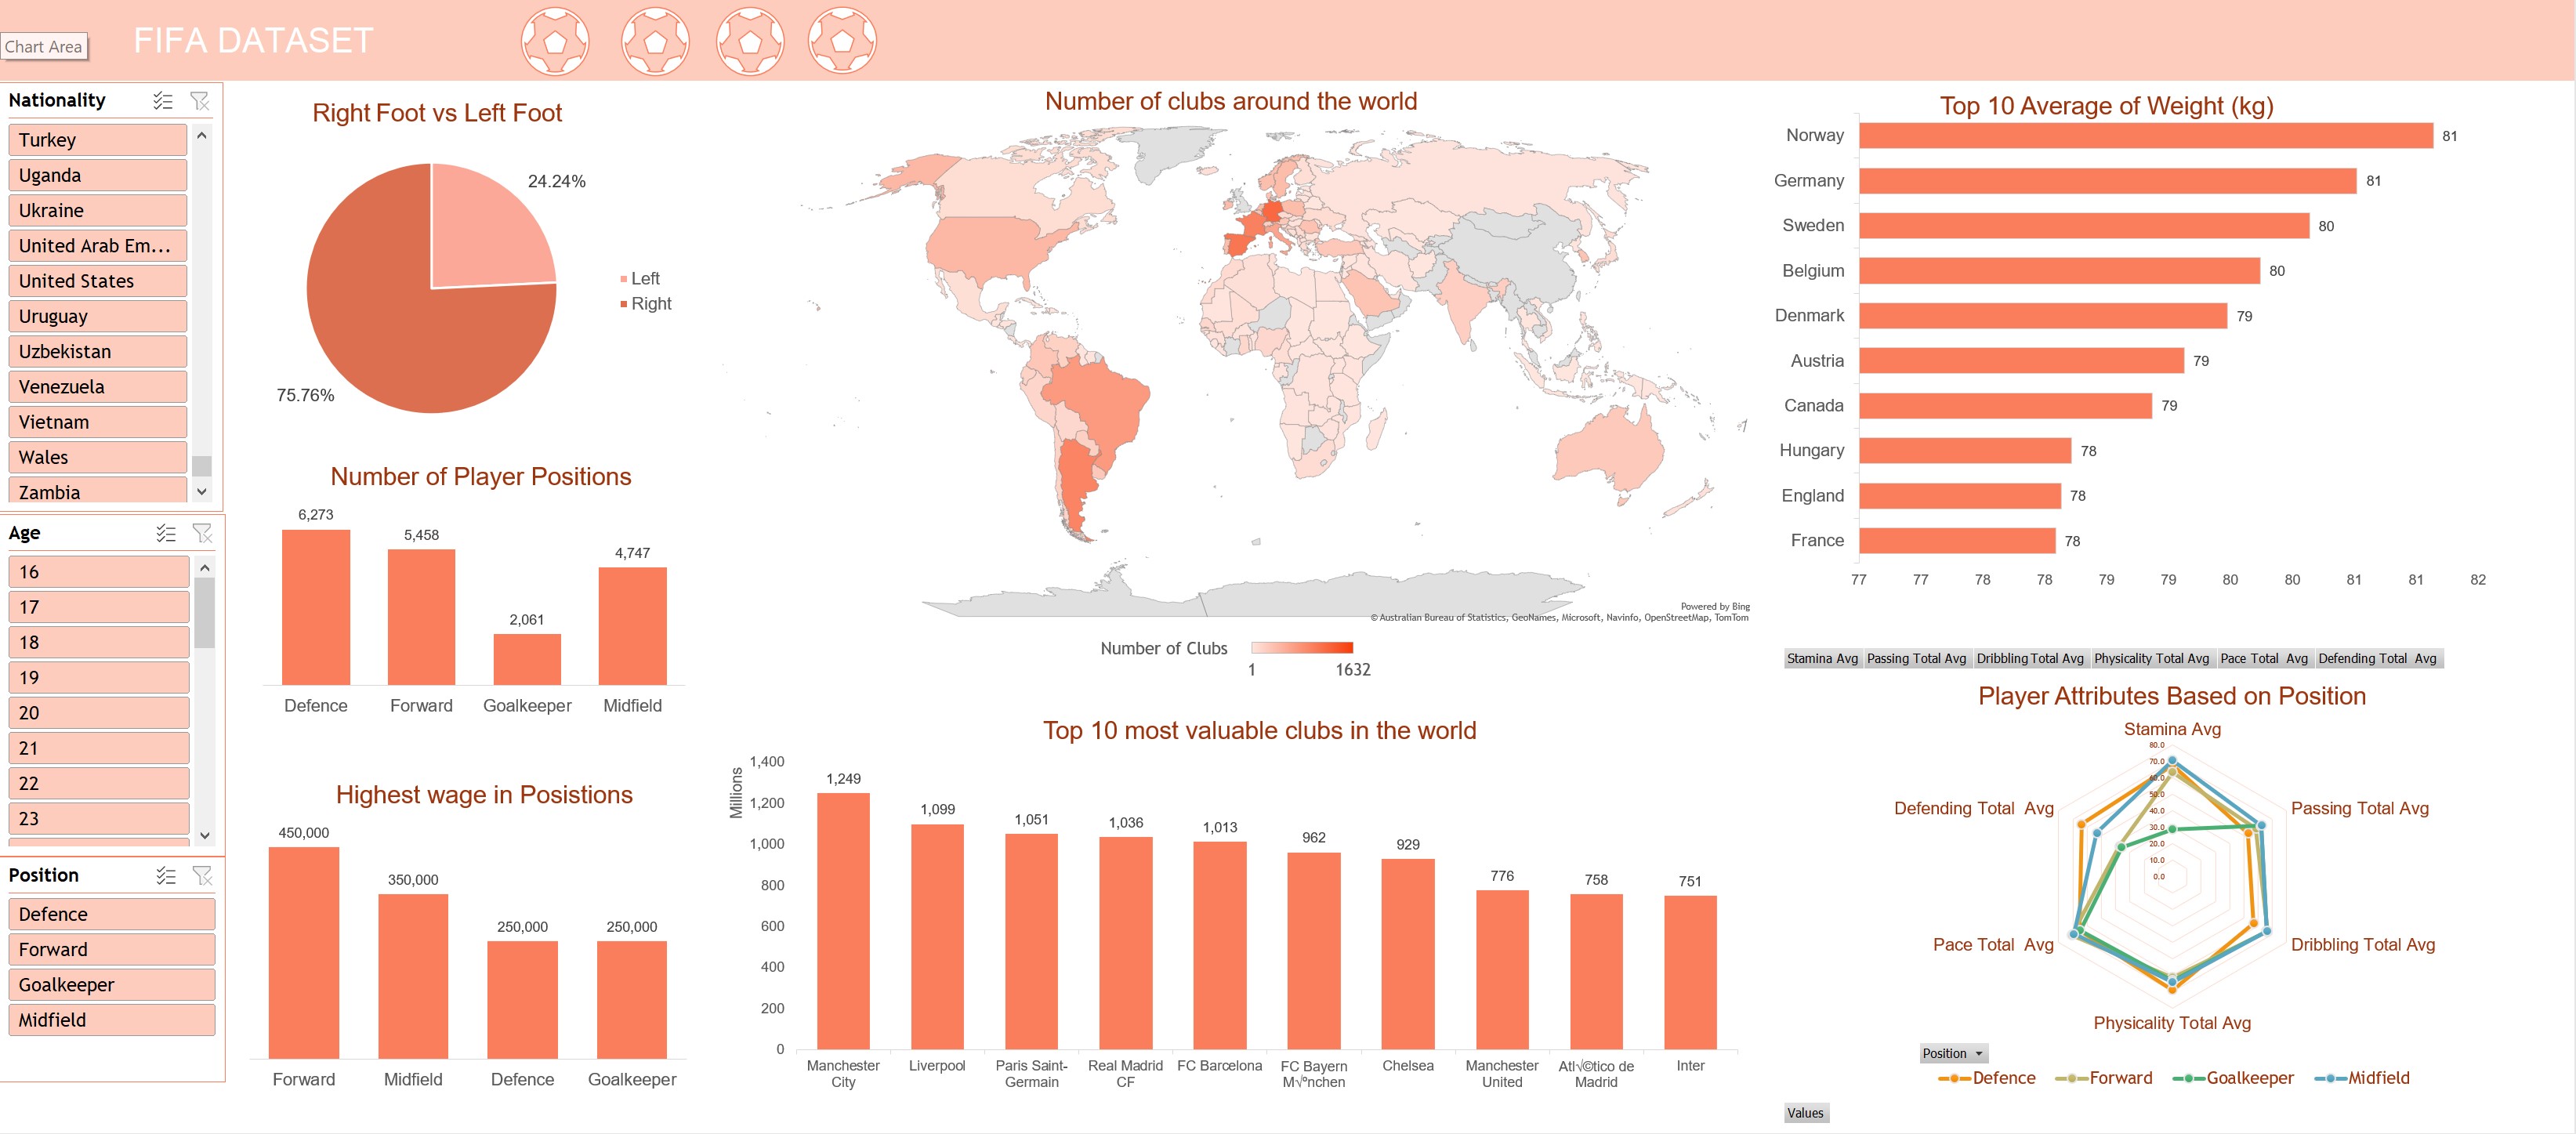 FIFA DATASET
Chart Area
Nationality
Turkey
Uganda
Ukraine
United Arab Em...
United States
Uruguay
Uzbekistan
Venezuela
Vietnam
Wales
Zambia
Age
16
17
18
19
20
21
22
23
Position
Defence
Forward
Goalkeeper
Midfield
Right Foot vs Left Foot
24.24%
75.76%
Left
Right
Number of Player Positions
6,273
5,458
2,061
4,747
Defence
Forward
Goalkeeper
Midfield
Highest wage in Posistions
450,000
350,000
250,000
250,000
Forward
Midfield
Defence
Goalkeeper
Number of clubs around the world
Powered by Bing
© Australian Bureau of Statistics, GeoNames, Microsoft, Navinfo, OpenStreetMap, TomTom
Number of Clubs
1
1632
Top 10 most valuable clubs in the world
Millions
1,400
1,200
1,000
800
600
400
200
0
1,249
1,099
1,051
1,036
1,013
962
929
776
758
751
Manchester
City
Liverpool
Paris Saint-
Germain
Real Madrid
CF
FC Barcelona
FC Bayern
M√ºnchen
Chelsea
Manchester
United
Atl√©tico de
Madrid
Inter
Top 10 Average of Weight (kg)
Norway 81
Germany 81
Sweden 80
Belgium 80
Denmark 79
Austria 79
Canada 79
Hungary 78
England 78
France 78
77 77 78 78 79 79 80 80 81 81 82
Stamina Avg Passing Total Avg Dribbling Total Avg Physicality Total Avg Pace Total Avg Defending Total Avg
Player Attributes Based on Position
Stamina Avg
Passing Total Avg
Dribbling Total Avg
Physicality Total Avg
Pace Total Avg
Defending Total Avg
80.0
70.0
60.0
50.0
40.0
30.0
20.0
10.0
0.0
Position
Defence Forward Goalkeeper Midfield
Values